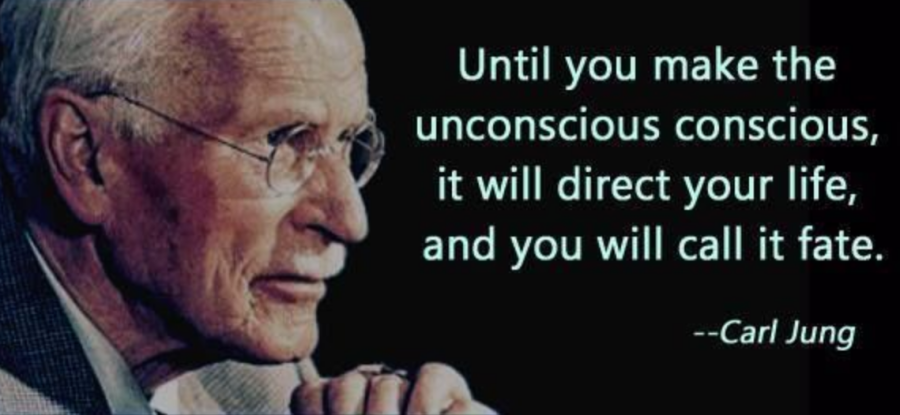 Until you make the
unconscious conscious,
it will direct your life,
and you will call it fate.
--Carl Jung